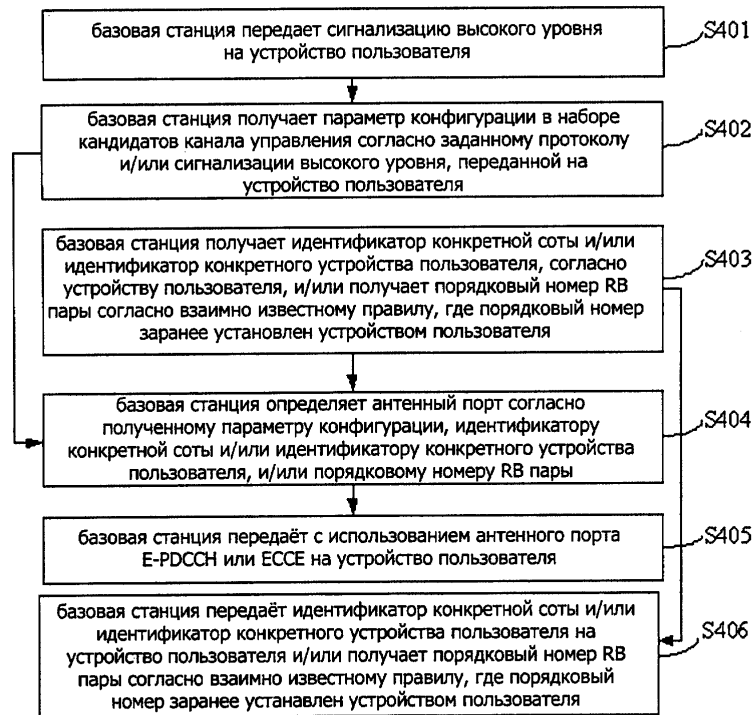 базовая станция передает сигнализацию высокого уровня
на устройство пользователя
S401
базовая станция получает параметр конфигурации в наборе
кандидатов канала управления согласно заданному протоколу
и/или сигнализации высокого уровня, переданной на
устройство пользователя
S402
базовая станция получает идентификатор конкретной соты и/или
идентификатор конкретного устройства пользователя, согласно
устройству пользователя, и/или получает порядковый номер RB
пары согласно взаимно известному правилу, где порядковый номер
заранее установлен устройством пользователя
S403
базовая станция определяет антенный порт согласно
полученному параметру конфигурации, идентификатору
конкретной соты и/или идентификатору конкретного устройства
пользователя, и/или порядковому номеру RB пары
S404
базовая станция передаёт с использованием антенного порта
E-PDCCH или ECCE на устройство пользователя
S405
базовая станция передаёт идентификатор конкретной соты и/или
идентификатор конкретного устройства пользователя на
устройство пользователя и/или получает порядковый номер RB
пары согласно взаимно известному правилу, где порядковый
номер заранее устанавлен устройством пользователя
S406